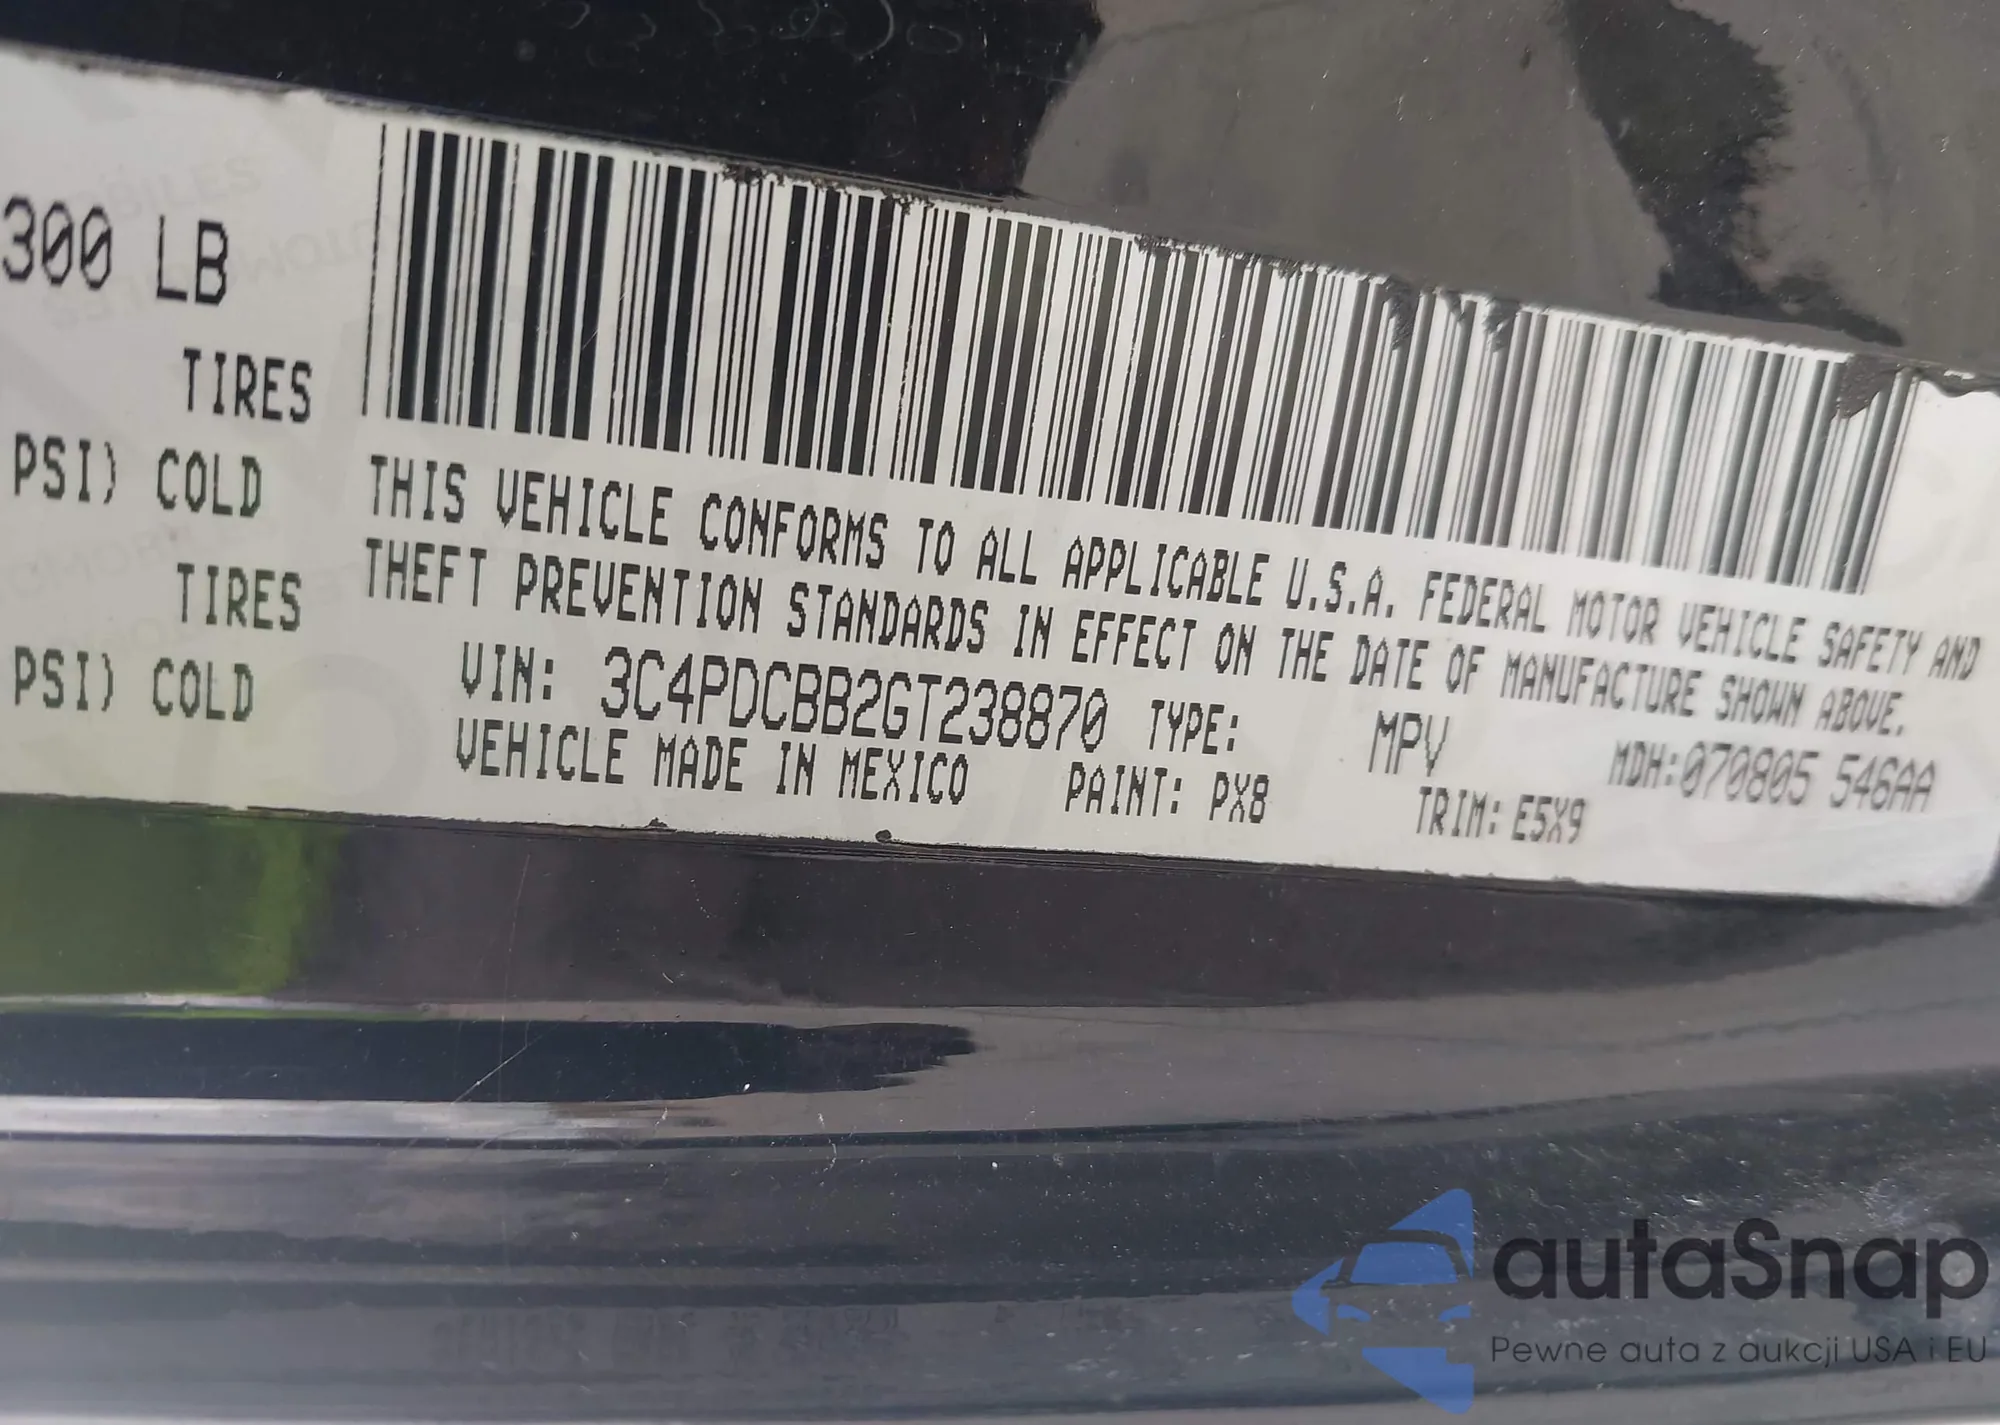 300 LB
TIRES
PSI) COLD
TIRES
PSI) COLD
THIS VEHICLE CONFORMS TO ALL APPLICABLE U.S.A. FEDERAL MOTOR VEHICLE SAFETY AND
THEFT PREVENTION STANDARDS IN EFFECT ON THE DATE OF MANUFACTURE SHOWN ABOVE.
VIN: 3C4PDCBB2GT238870 TYPE: MPV MDH:070805 546AA
VEHICLE MADE IN MEXICO PAINT: PX8 TRIM: E5X9
autaSnap
Pewne auta z aukcji USA i EU